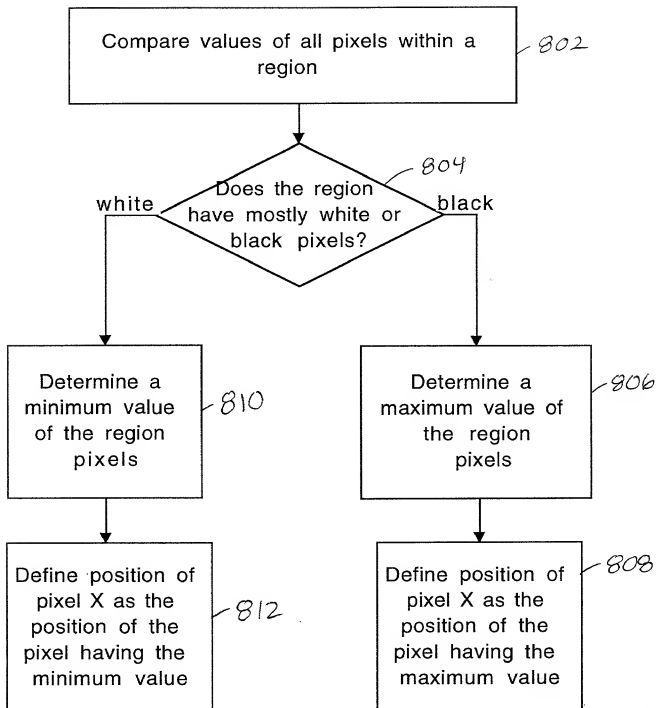 Compare values of all pixels within a
region
802
804
Does the region
have mostly white or
black pixels?
white
black
Determine a
minimum value
of the region
pixels
810
Determine a
maximum value of
the region
pixels
806
Define position of
pixel X as the
position of the
pixel having the
minimum value
812
Define position of
pixel X as the
position of the
pixel having the
maximum value
808